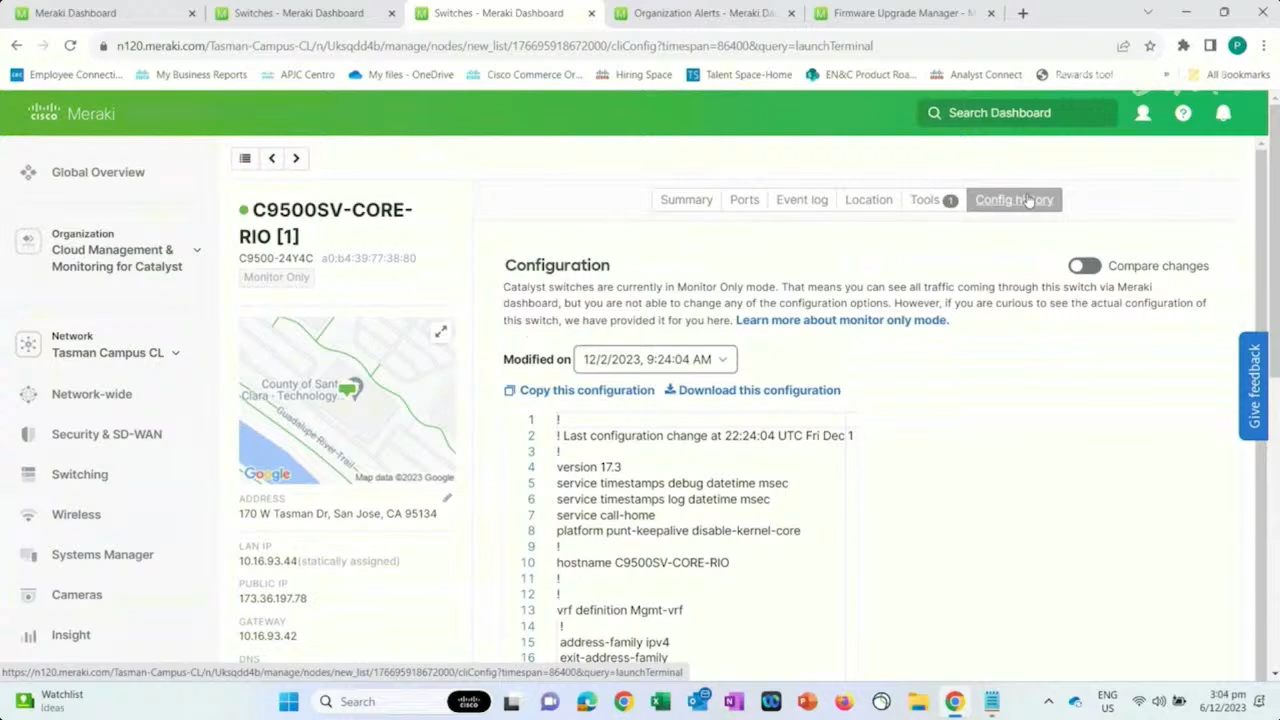 Meraki Dashboard
Switches - Meraki Dashboard
Switches - Meraki Dashboard
Organization Alerts - Meraki Da
Firmware Upgrade Manager - M
n120.meraki.com/Tasman-Campus-CL/n/Uksqdd4b/manage/nodes/new_list/176695918672000/cliConfig?timespan=86400&query=launchTerminal
P
Employee Connecti...
My Business Reports
APJC Centro
My files - OneDrive
Cisco Commerce Or...
Hiring Space
TS
Talent Space-Home
EN&C Product Roa...
Analyst Connect
Rewards tool
»
All Bookmarks
cisco Meraki
Search Dashboard
Global Overview
Organization
Cloud Management &
Monitoring for Catalyst
Network
Tasman Campus CL
Network-wide
Security & SD-WAN
Switching
Wireless
Systems Manager
Cameras
Insight
C9500SV-CORE-
RIO [1]
C9500-24Y4C a0:b4:39:77:38:80
Monitor Only
County of Sant
Clara - Technology...
Guadalupe River Trail
Google
Map data ©2023 Google
ADDRESS
170 W Tasman Dr, San Jose, CA 95134
LAN IP
10.16.93.44 (statically assigned)
PUBLIC IP
173.36.197.78
GATEWAY
10.16.93.42
DNS
Summary
Ports
Event log
Location
Tools 1
Config history
Configuration
Compare changes
Catalyst switches are currently in Monitor Only mode. That means you can see all traffic coming through this switch via Meraki
dashboard, but you are not able to change any of the configuration options. However, if you are curious to see the actual configuration of
this switch, we have provided it for you here. Learn more about monitor only mode.
Modified on 12/2/2023, 9:24:04 AM
Copy this configuration Download this configuration
1 !
2 ! Last configuration change at 22:24:04 UTC Fri Dec 1
3 !
4 version 17.3
5 service timestamps debug datetime msec
6 service timestamps log datetime msec
7 service call-home
8 platform punt-keepalive disable-kernel-core
9 !
10 hostname C9500SV-CORE-RIO
11 !
12 !
13 vrf definition Mgmt-vrf
14 !
15 address-family ipv4
16 exit-address-family
Give feedback
https://n120.meraki.com/Tasman-Campus-CL/n/Uksqdd4b/manage/nodes/new_list/176695918672000/cliConfig?timespan=86400&query=launchTerminal
Watchlist
Ideas
Search
cisco
ENG
US
3:04 pm
6/12/2023